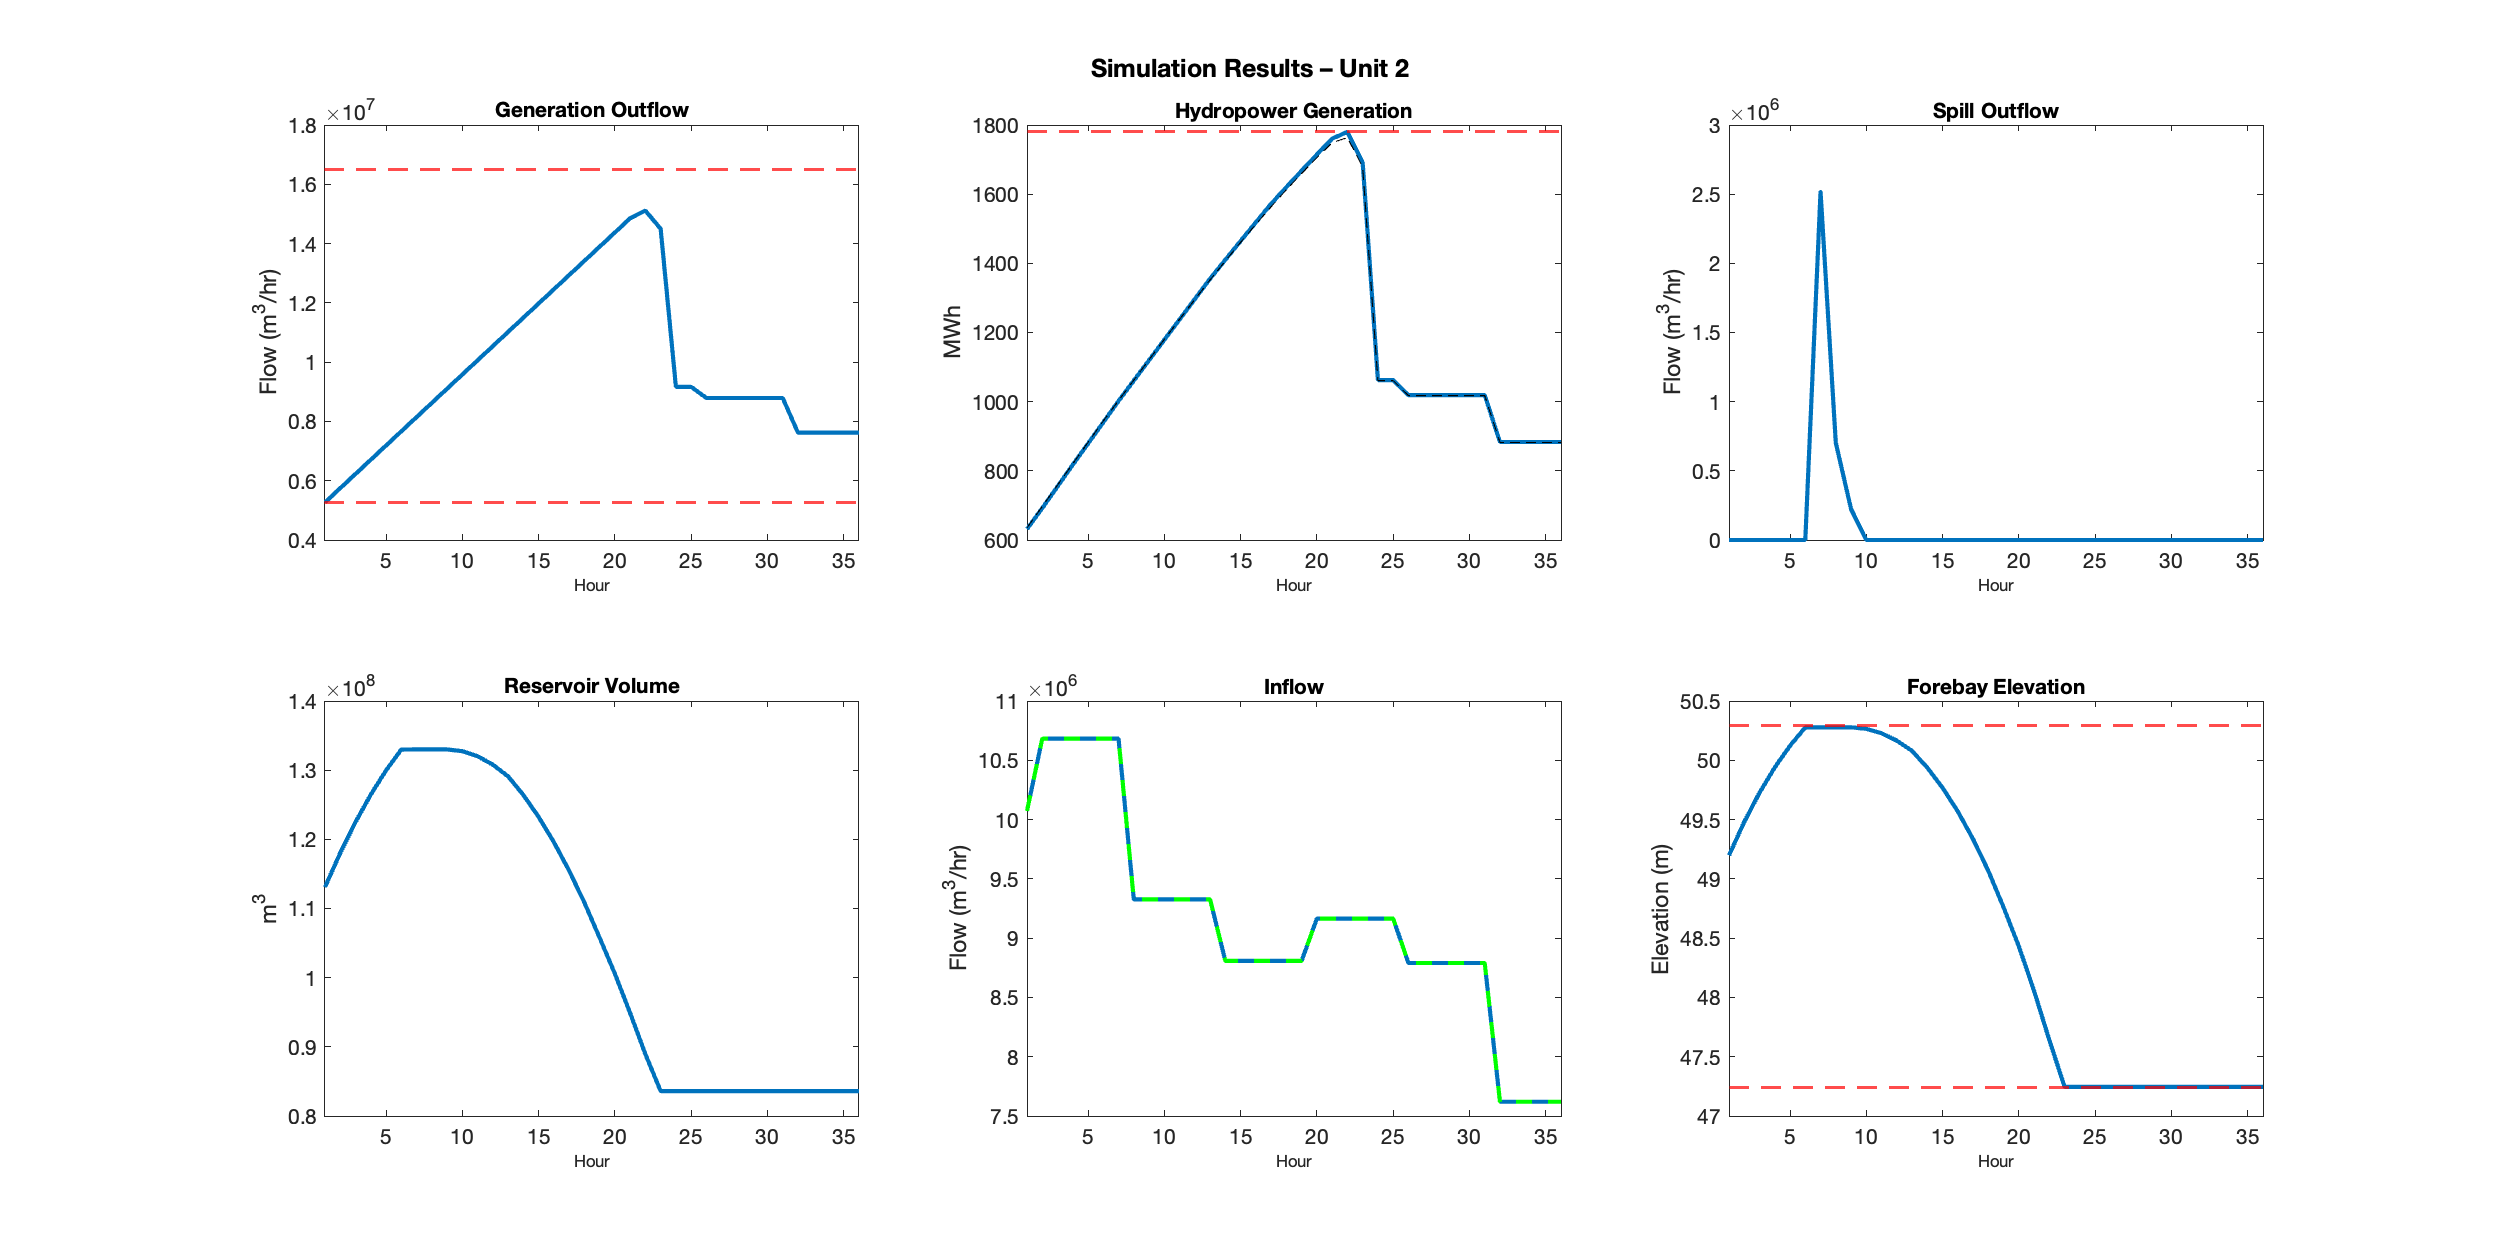 Simulation Results – Unit 2
Generation Outflow
×10^7
Flow (m^3/hr)
1.8
1.6
1.4
1.2
1
0.8
0.6
0.4
5 10 15 20 25 30 35
Hour
Hydropower Generation
MWh
1800
1600
1400
1200
1000
800
600
5 10 15 20 25 30 35
Hour
Spill Outflow
×10^6
Flow (m^3/hr)
3
2.5
2
1.5
1
0.5
0
5 10 15 20 25 30 35
Hour
Reservoir Volume
×10^8
m^3
1.4
1.3
1.2
1.1
1
0.9
0.8
5 10 15 20 25 30 35
Hour
Inflow
×10^6
Flow (m^3/hr)
11
10.5
10
9.5
9
8.5
8
7.5
5 10 15 20 25 30 35
Hour
Forebay Elevation
Elevation (m)
50.5
50
49.5
49
48.5
48
47.5
47
5 10 15 20 25 30 35
Hour